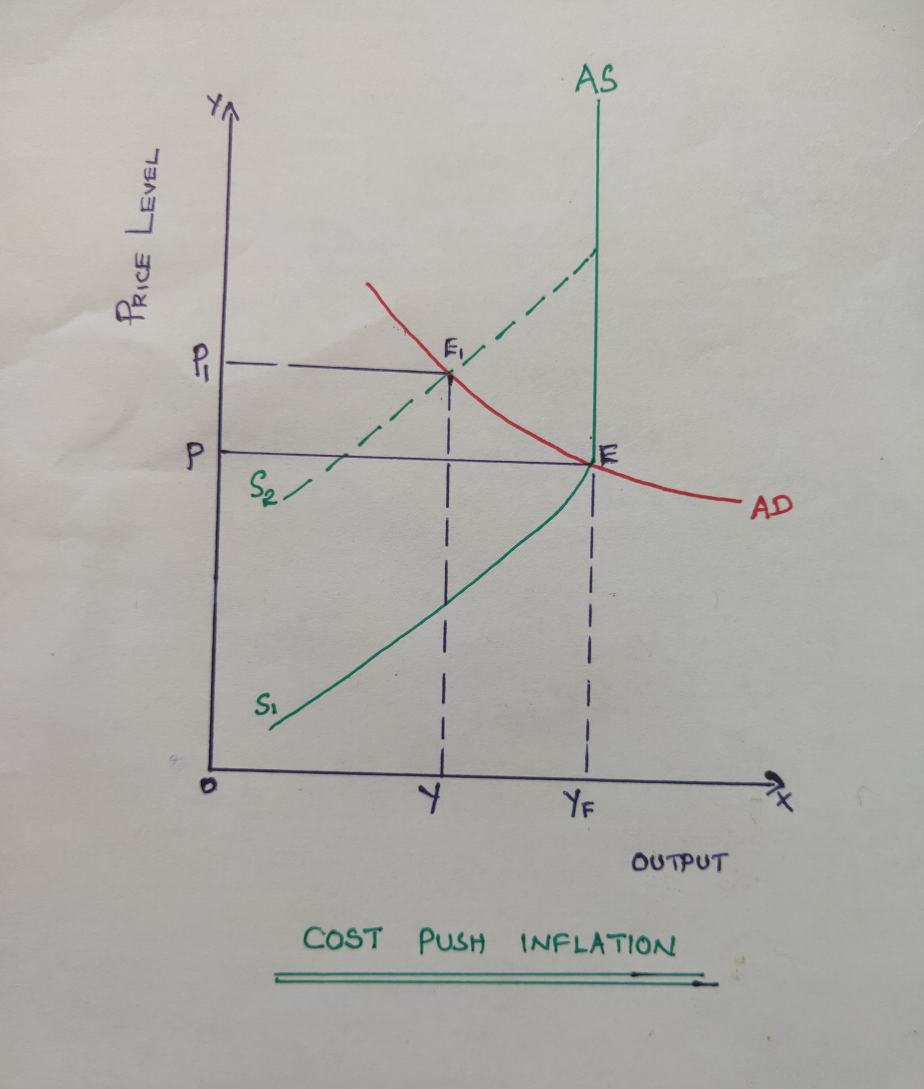 AS
Y
PRICE LEVEL
E1
P1
P
E
S2
AD
S1
O
Y
YF
X
OUTPUT
COST PUSH INFLATION